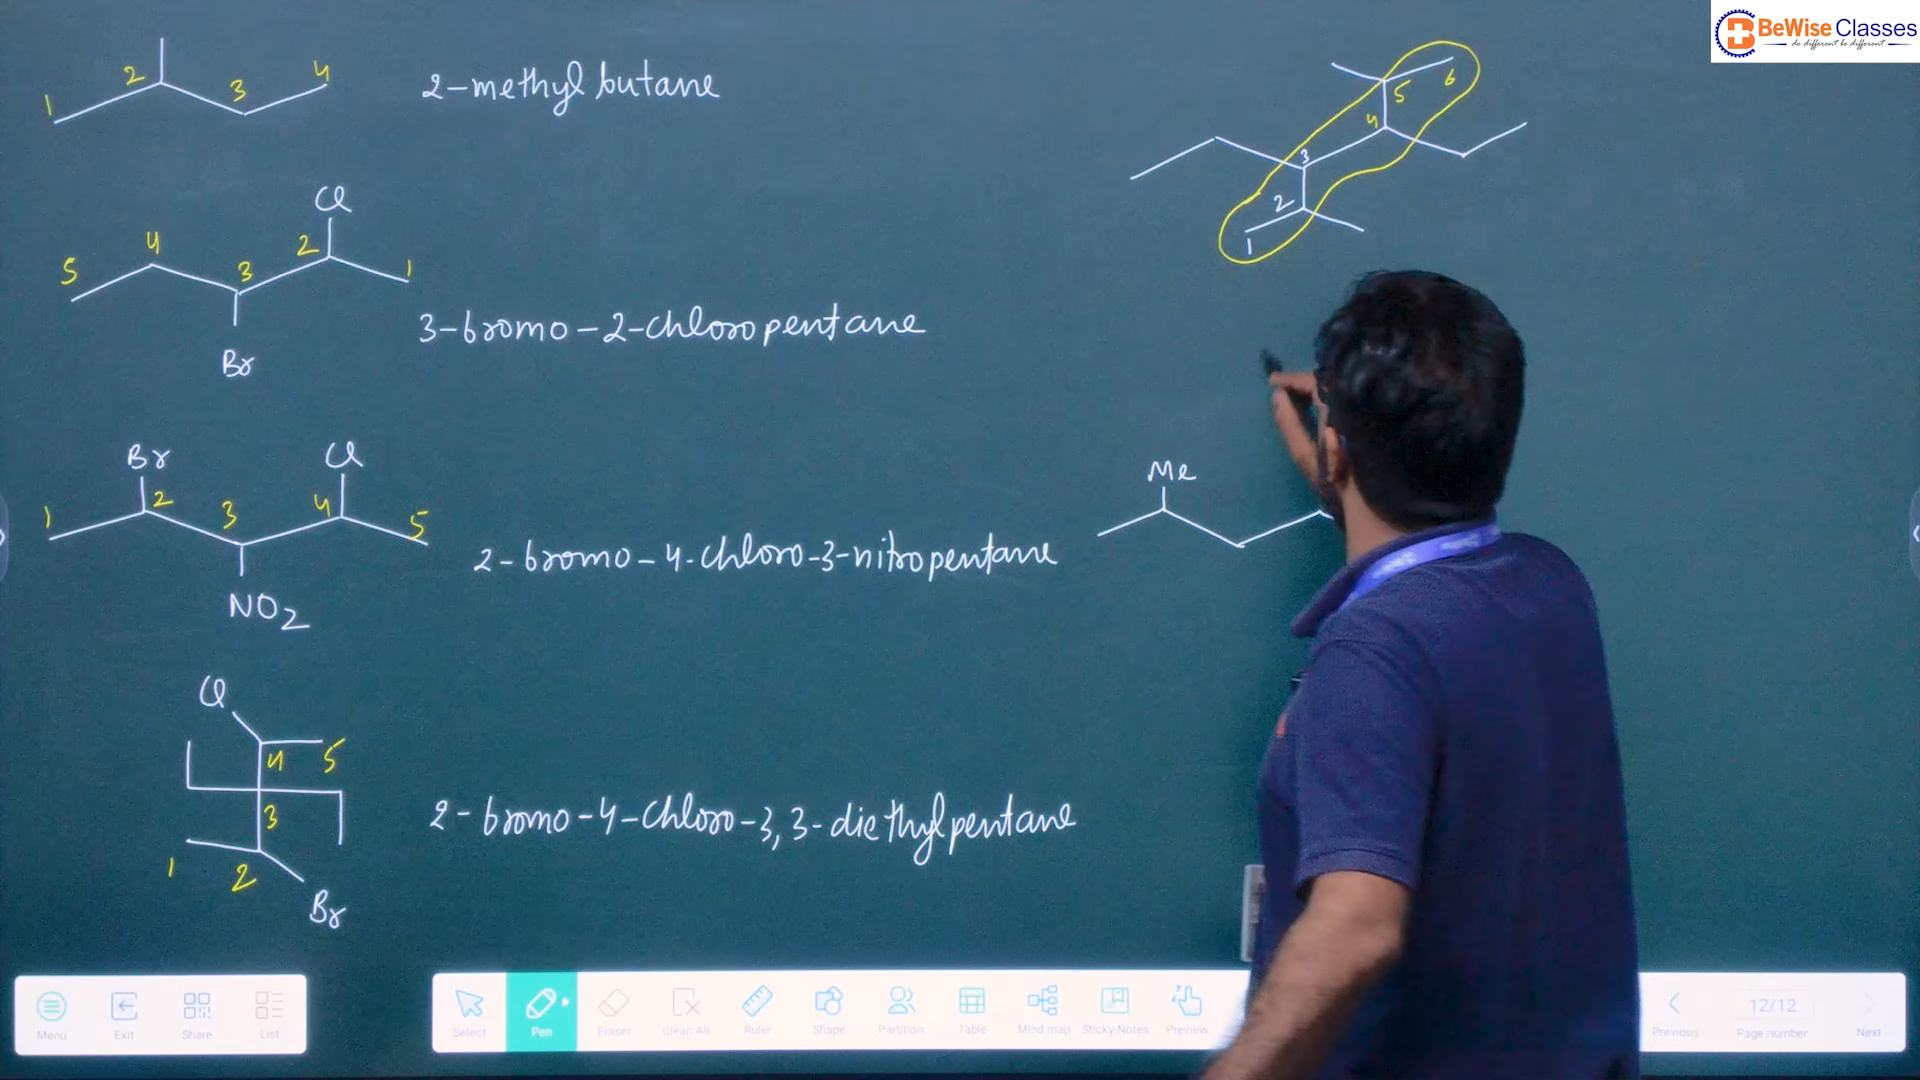 BeWise Classes
do different be different
1 2 3 4
2-methyl butane
6
5
4
3
2
1
Cl
5 4 3 2 1
Br
3-bromo-2-chloropentane
Br Cl
1 2 3 4 5
NO2
2-bromo-4-chloro-3-nitropentane
Me
Cl
4 5
3
1 2
Br
2-bromo-4-chloro-3,3-diethylpentane
Menu Exit Share List
Select Pen Eraser Clean All Ruler Shape Partition Table Mind map Sticky-Notes Preview
Previous 12/12 Page number Next